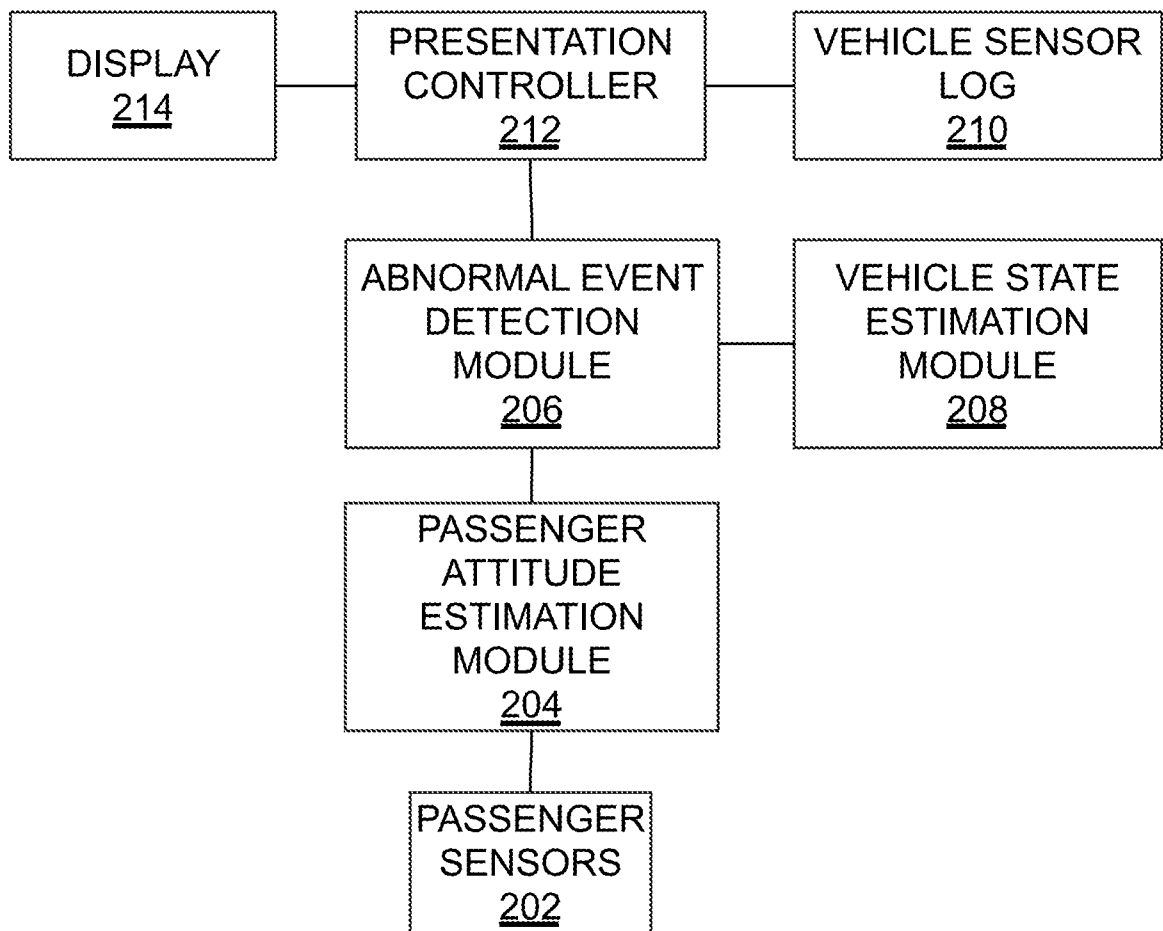 DISPLAY
214
PRESENTATION
CONTROLLER
212
VEHICLE SENSOR
LOG
210
ABNORMAL EVENT
DETECTION
MODULE
206
VEHICLE STATE
ESTIMATION
MODULE
208
PASSENGER
ATTITUDE
ESTIMATION
MODULE
204
PASSENGER
SENSORS
202